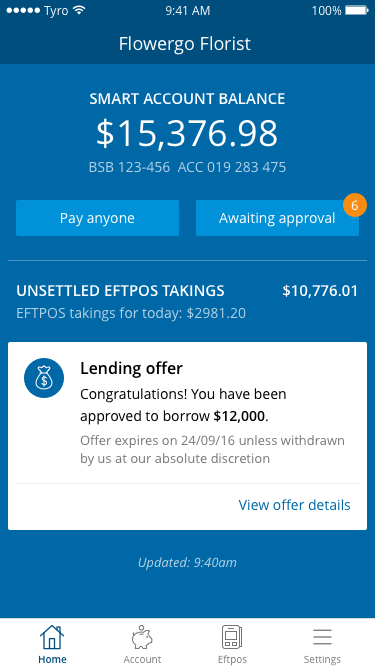 Tyro 9:41 AM 100%
Flowergo Florist
SMART ACCOUNT BALANCE
$15,376.98
BSB 123-456 ACC 019 283 475
Pay anyone Awaiting approval 6
UNSETTLED EFTPOS TAKINGS $10,776.01
EFTPOS takings for today: $2981.20
Lending offer
Congratulations! You have been
approved to borrow $12,000.
Offer expires on 24/09/16 unless withdrawn
by us at our absolute discretion
View offer details
Updated: 9:40am
Home Account Eftpos Settings